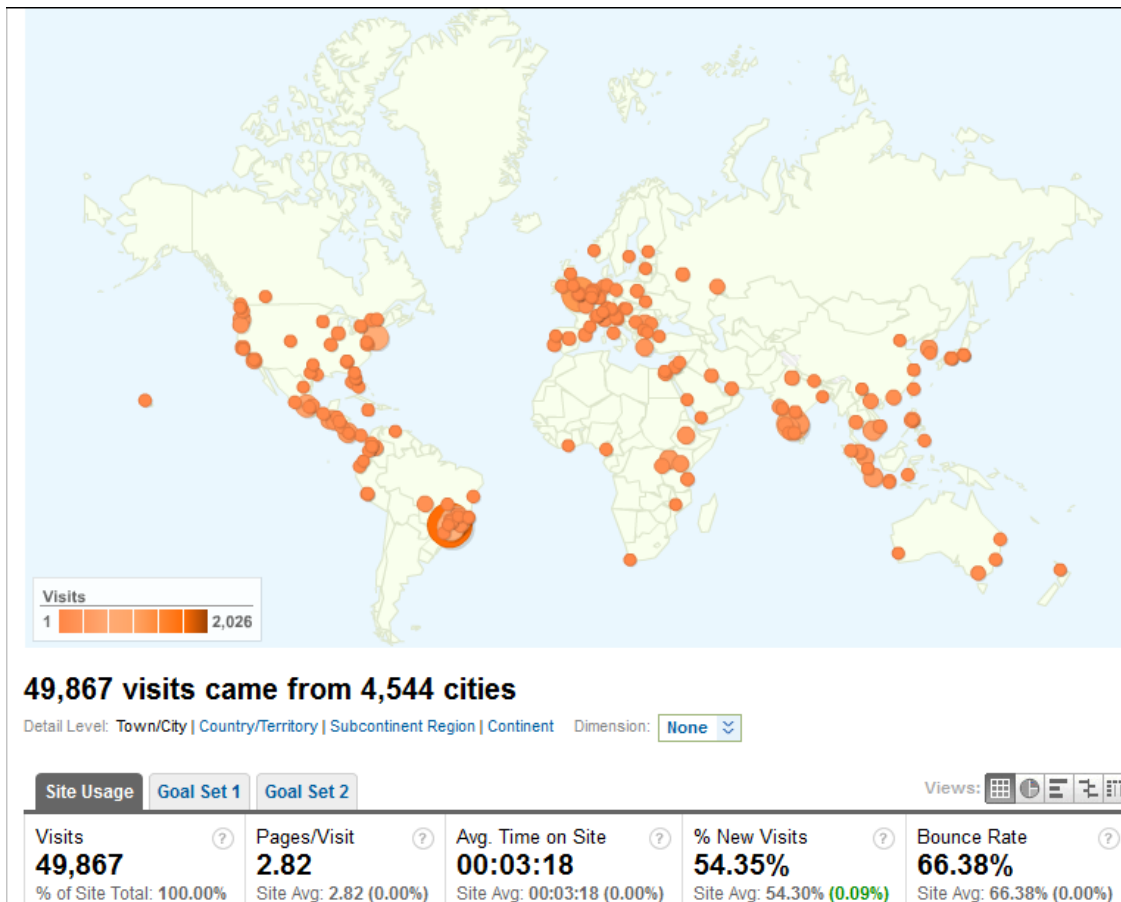 Visits
1 2,026
49,867 visits came from 4,544 cities
Detail Level: Town/City | Country/Territory | Subcontinent Region | Continent Dimension: None
Site Usage Goal Set 1 Goal Set 2 Views:
Visits ? Pages/Visit ? Avg. Time on Site ? % New Visits ? Bounce Rate ?
49,867 2.82 00:03:18 54.35% 66.38%
% of Site Total: 100.00% Site Avg: 2.82 (0.00%) Site Avg: 00:03:18 (0.00%) Site Avg: 54.30% (0.09%) Site Avg: 66.38% (0.00%)